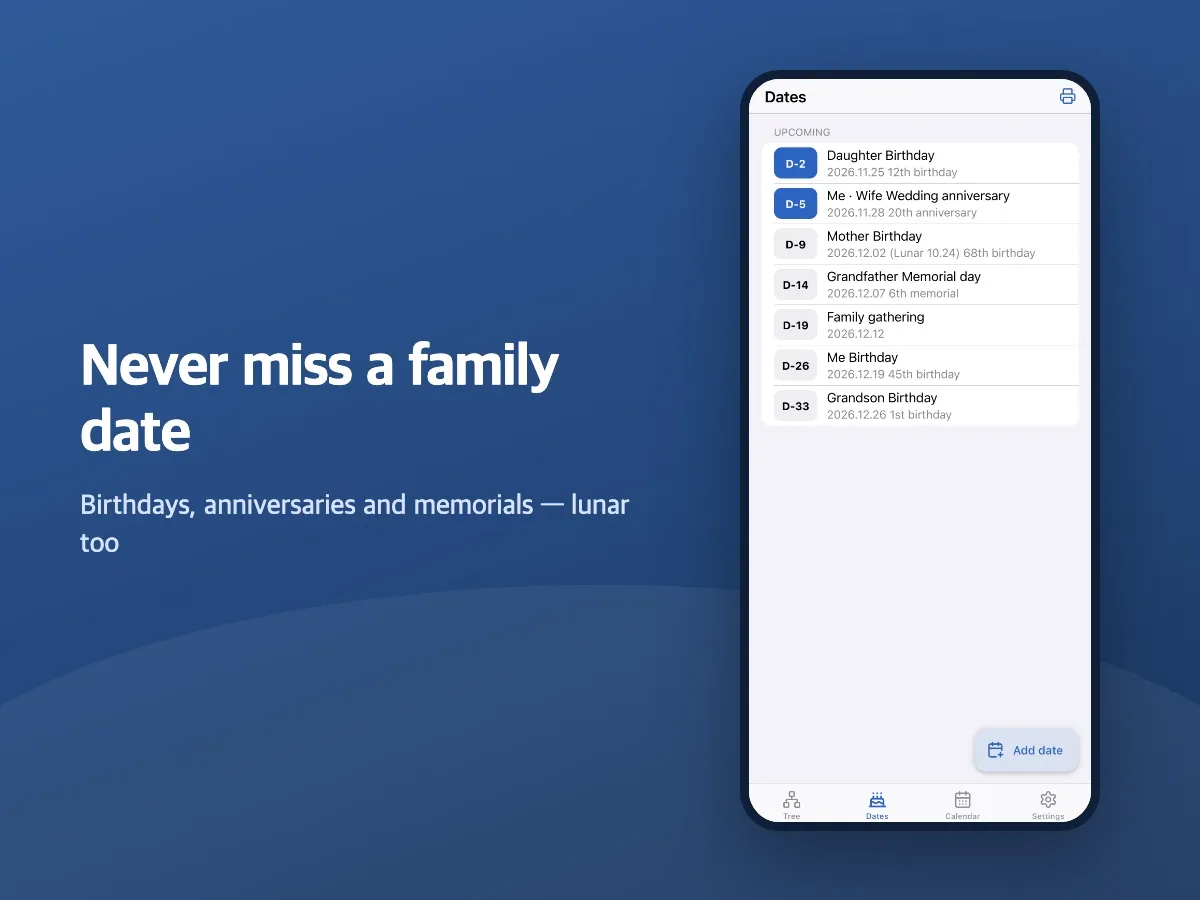 Never miss a family
date
Birthdays, anniversaries and memorials — lunar
too
Dates
UPCOMING
D-2
Daughter Birthday
2026.11.25 12th birthday
D-5
Me · Wife Wedding anniversary
2026.11.28 20th anniversary
D-9
Mother Birthday
2026.12.02 (Lunar 10.24) 68th birthday
D-14
Grandfather Memorial day
2026.12.07 6th memorial
D-19
Family gathering
2026.12.12
D-26
Me Birthday
2026.12.19 45th birthday
D-33
Grandson Birthday
2026.12.26 1st birthday
Add date
Tree
Dates
Calendar
Settings